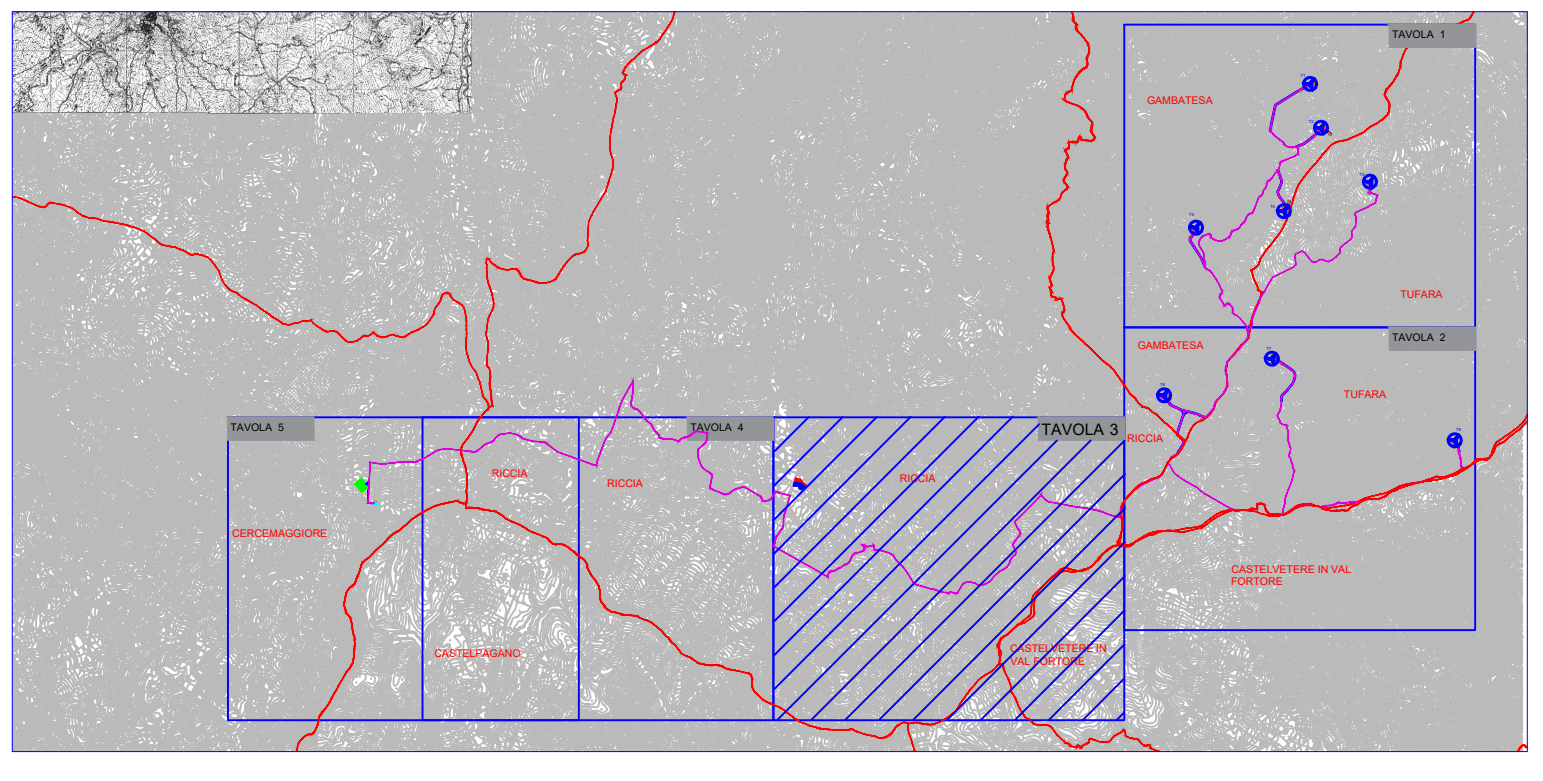 TAVOLA 1
GAMBATESA
TUFARA
TAVOLA 2
GAMBATESA
TUFARA
RICCIA
CASTELVETERE IN VAL
FORTORE
TAVOLA 3
RICCIA
CASTELVETERE IN
VAL FORTORE
TAVOLA 4
RICCIA
RICCIA
CASTELPAGANO
TAVOLA 5
CERCEMAGGIORE